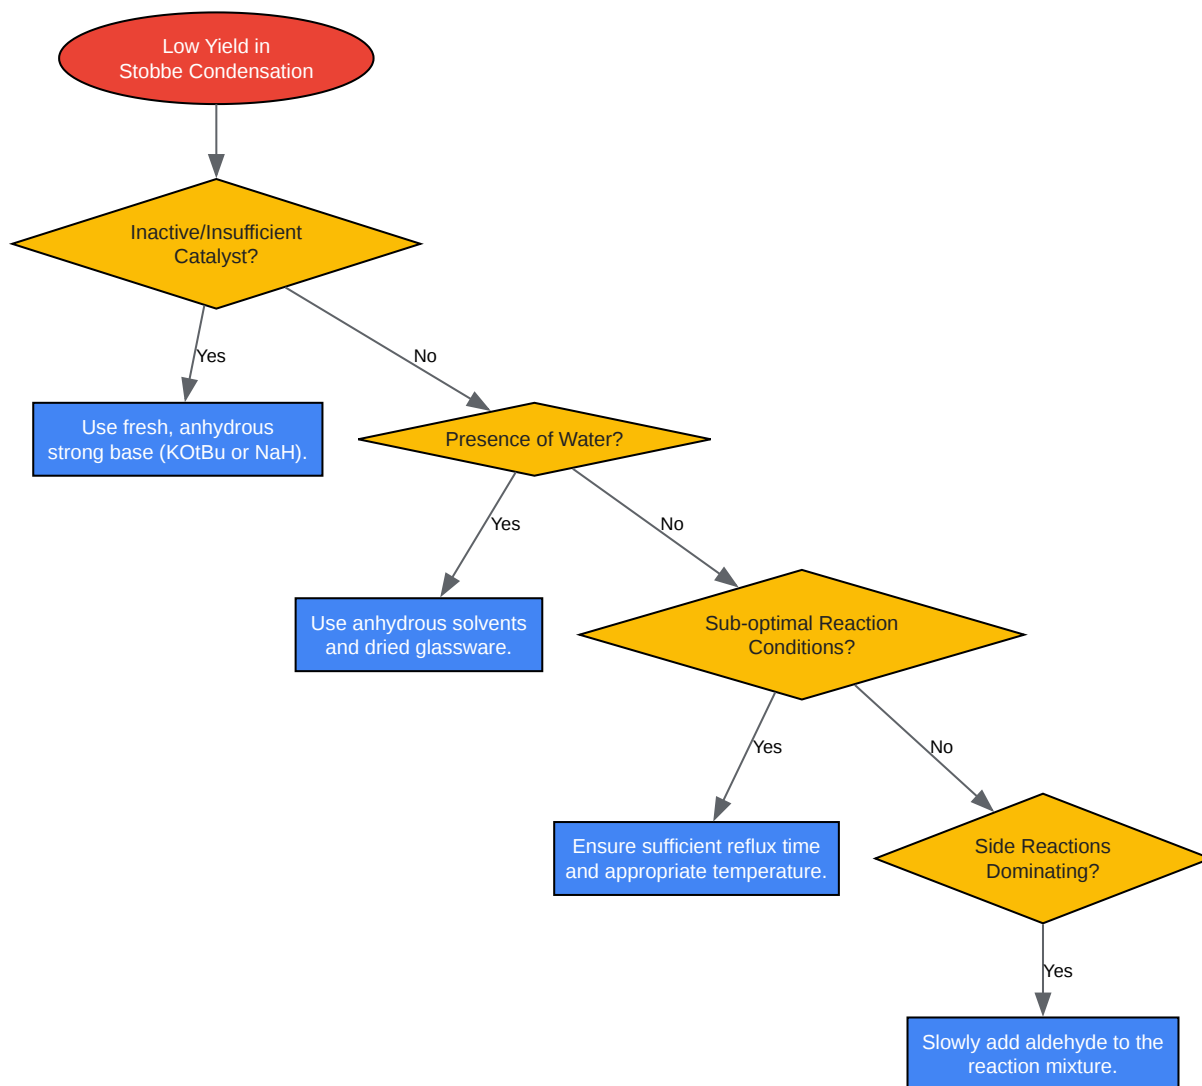 Low Yield in
Stobbe Condensation
Inactive/Insufficient
Catalyst?
Yes
No
Use fresh, anhydrous
strong base (KOtBu or NaH).
Presence of Water?
Yes
No
Use anhydrous solvents
and dried glassware.
Sub-optimal Reaction
Conditions?
Yes
No
Ensure sufficient reflux time
and appropriate temperature.
Side Reactions
Dominating?
Yes
Slowly add aldehyde to the
reaction mixture.